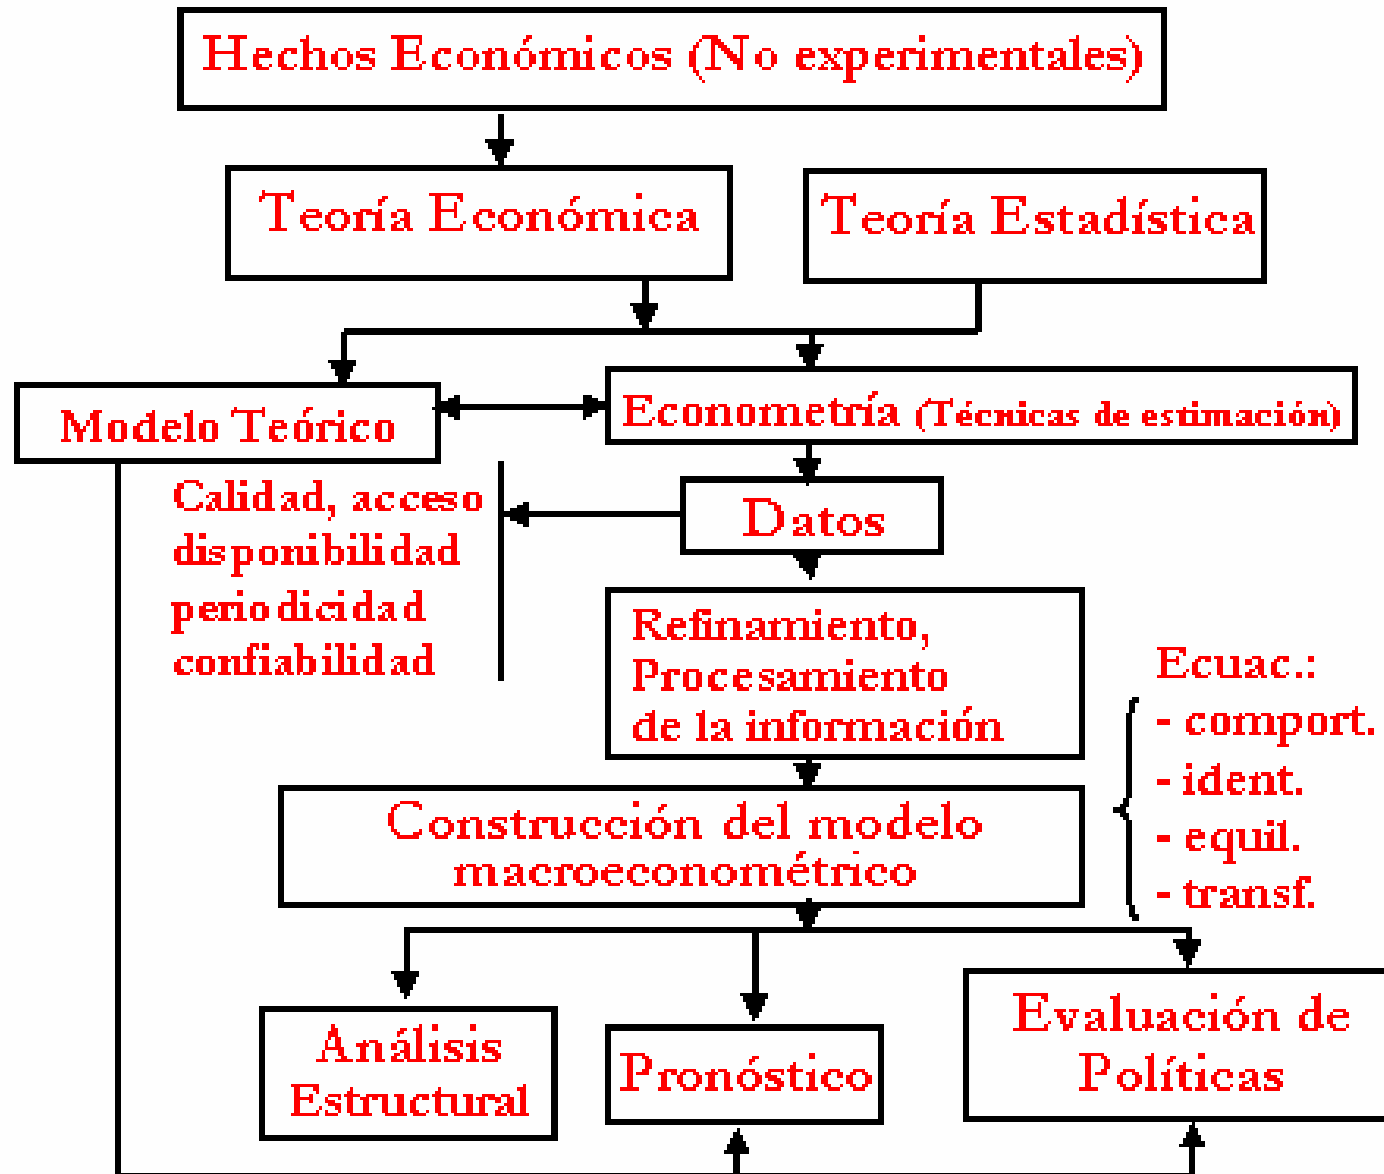 Hechos Económicos (No experimentales)
Teoría Económica
Teoría Estadística
Modelo Teórico
Econometría (Técnicas de estimación)
Calidad, acceso
disponibilidad
periodicidad
confiabilidad
Datos
Refinamiento,
Procesamiento
de la información
Ecuac.:
- comport.
- ident.
- equil.
- transf.
Construcción del modelo
macroeconométrico
Análisis
Estructural
Pronóstico
Evaluación de
Políticas